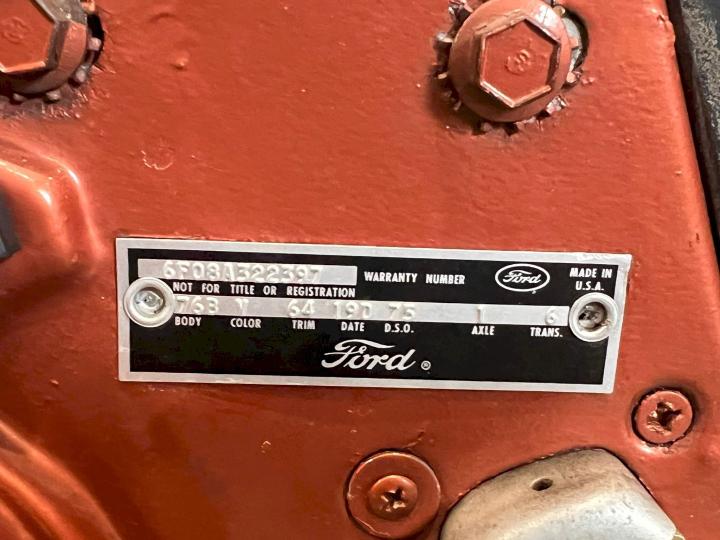 6F08A322397 WARRANTY NUMBER Ford MADE IN U.S.A.
NOT FOR TITLE OR REGISTRATION
76B 64 19D 75 1 6
BODY COLOR TRIM DATE D.S.O. AXLE TRANS.
Ford ®